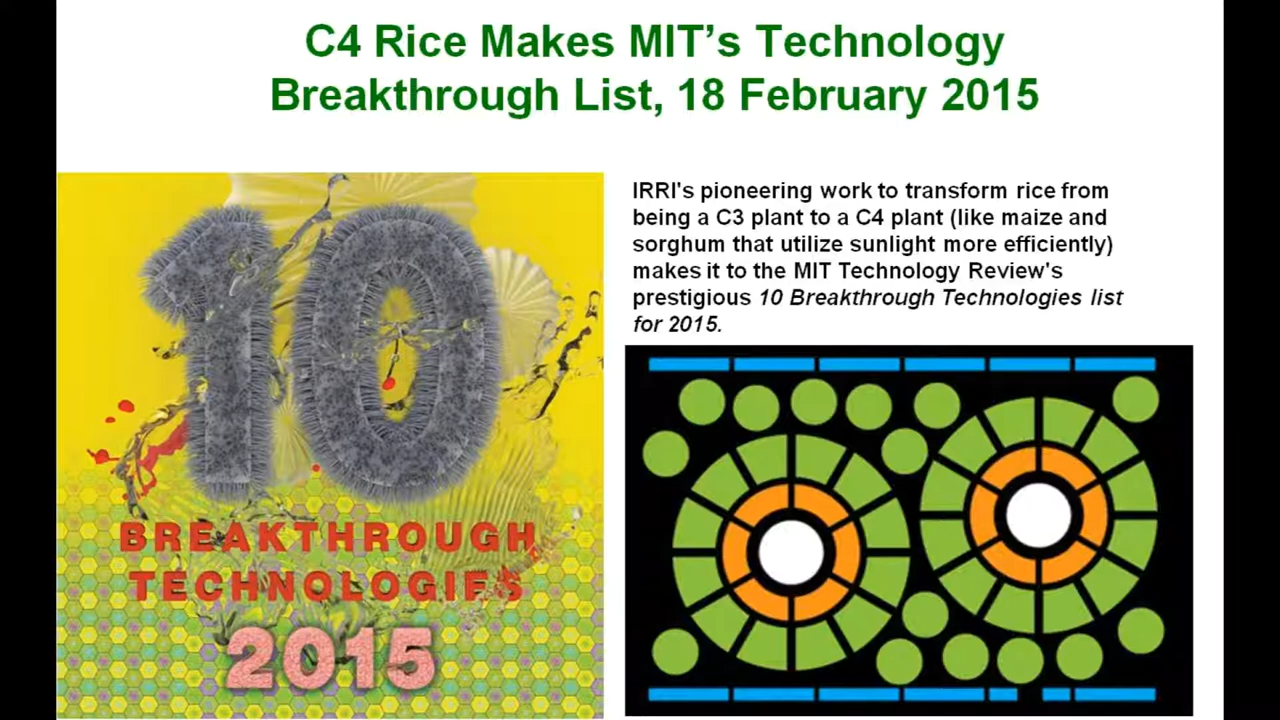 C4 Rice Makes MIT’s Technology
Breakthrough List, 18 February 2015
IRRI's pioneering work to transform rice from
being a C3 plant to a C4 plant (like maize and
sorghum that utilize sunlight more efficiently)
makes it to the MIT Technology Review's
prestigious 10 Breakthrough Technologies list
for 2015.
10
BREAKTHROUGH
TECHNOLOGIES
2015